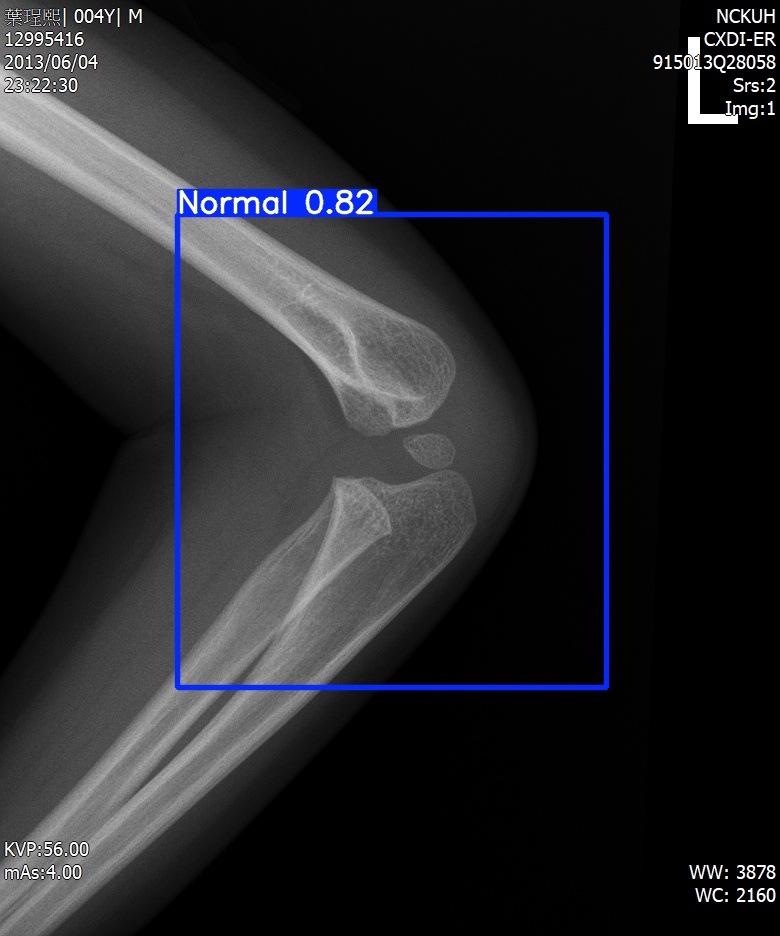 葉珵熙| 004Y| M
12995416
2013/06/04
23:22:30
NCKUH
CXDI-ER
915013Q28058
Srs:2
Img:1
L
Normal 0.82
KVP:56.00
mAs:4.00
WW: 3878
WC: 2160